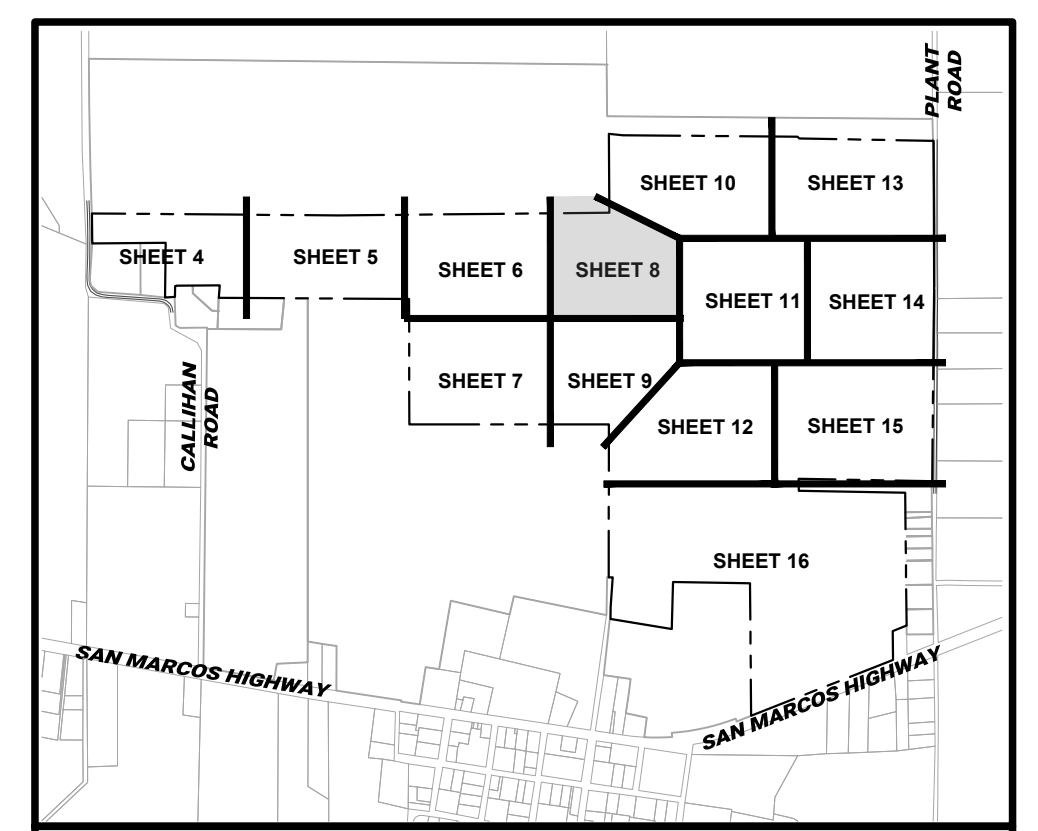 PLANT
ROAD
SHEET 10
SHEET 13
SHEET 4
SHEET 5
SHEET 6
SHEET 8
SHEET 11
SHEET 14
SHEET 7
SHEET 9
CALLIHAN
ROAD
SHEET 12
SHEET 15
SHEET 16
SAN MARCOS HIGHWAY
SAN MARCOS HIGHWAY